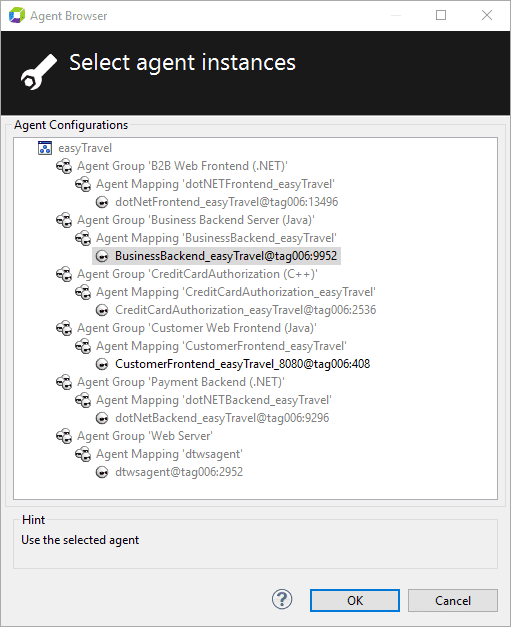 Agent Browser
Select agent instances
Agent Configurations
easyTravel
Agent Group 'B2B Web Frontend (.NET)'
Agent Mapping 'dotNETFrontend_easyTravel'
dotNetFrontend_easyTravel@tag006:13496
Agent Group 'Business Backend Server (Java)'
Agent Mapping 'BusinessBackend_easyTravel'
BusinessBackend_easyTravel@tag006:9952
Agent Group 'CreditCardAuthorization (C++)'
Agent Mapping 'CreditCardAuthorization_easyTravel'
CreditCardAuthorization_easyTravel@tag006:2536
Agent Group 'Customer Web Frontend (Java)'
Agent Mapping 'CustomerFrontend_easyTravel'
CustomerFrontend_easyTravel_8080@tag006:408
Agent Group 'Payment Backend (.NET)'
Agent Mapping 'dotNETBackend_easyTravel'
dotNetBackend_easyTravel@tag006:9296
Agent Group 'Web Server'
Agent Mapping 'dtwsagent'
dtwsagent@tag006:2952
Hint
Use the selected agent
? OK Cancel